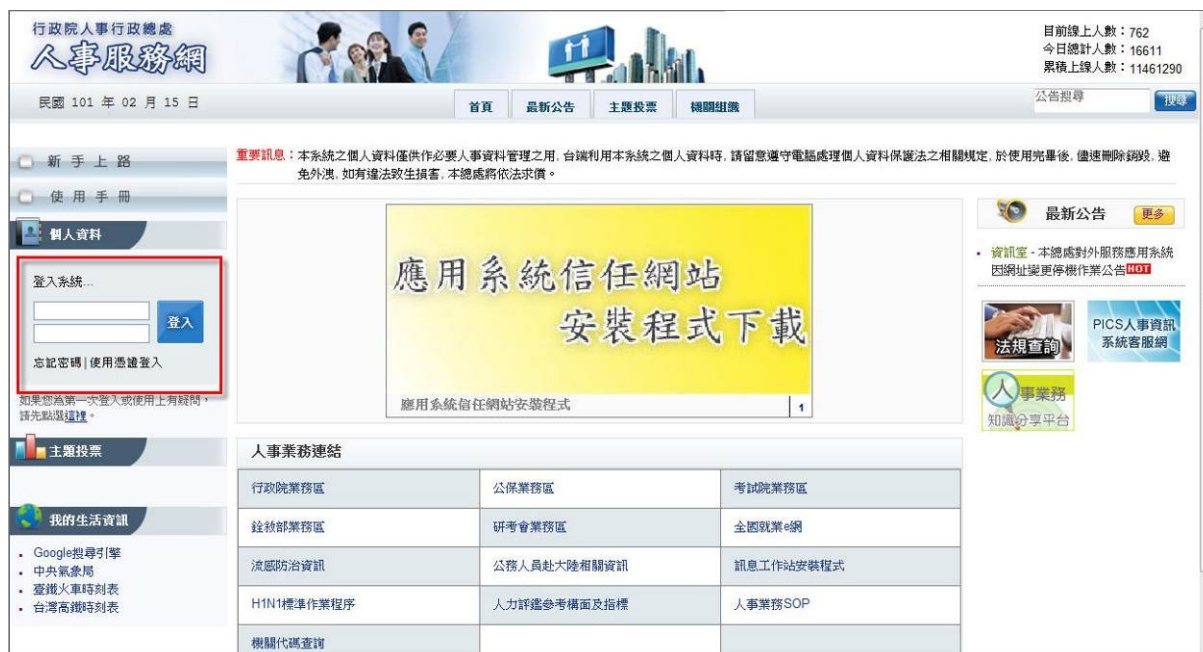 行政院人事行政總處
人事服務網
目前線上人數：762
今日總計人數：16611
累積上線人數：11461290
民國 101 年 02 月 15 日
首頁
最新公告
主題投票
機關組織
公告搜尋
搜尋
新手上路
使用手冊
個人資料
登入系統...
登入
忘記密碼|使用憑證登入
如果您為第一次登入或使用上有疑問，
請先點選這裡。
主題投票
我的生活資訊
Google搜尋引擎
中央氣象局
臺鐵火車時刻表
台灣高鐵時刻表
重要訊息：本系統之個人資料僅供作必要人事資料管理之用, 台端利用本系統之個人資料時, 請留意遵守電腦處理個人資料保護法之相關規定, 於使用完畢後, 儘速刪除銷毀, 避
免外洩, 如有違法致生損害, 本總處將依法求償。
應用系統信任網站
安裝程式下載
應用系統信任網站安裝程式
1
人事業務連結
行政院業務區
公保業務區
考試院業務區
銓敘部業務區
研考會業務區
全國就業e網
流感防治資訊
公務人員赴大陸相關資訊
訊息工作站安裝程式
H1N1標準作業程序
人力評鑑參考構面及指標
人事業務SOP
機關代碼查詢
最新公告
更多
資訊室 - 本總處對外服務應用系統
因網址變更停機作業公告HOT
法規查詢
PICS人事資訊
系統客服網
人事業務
知識分享平台